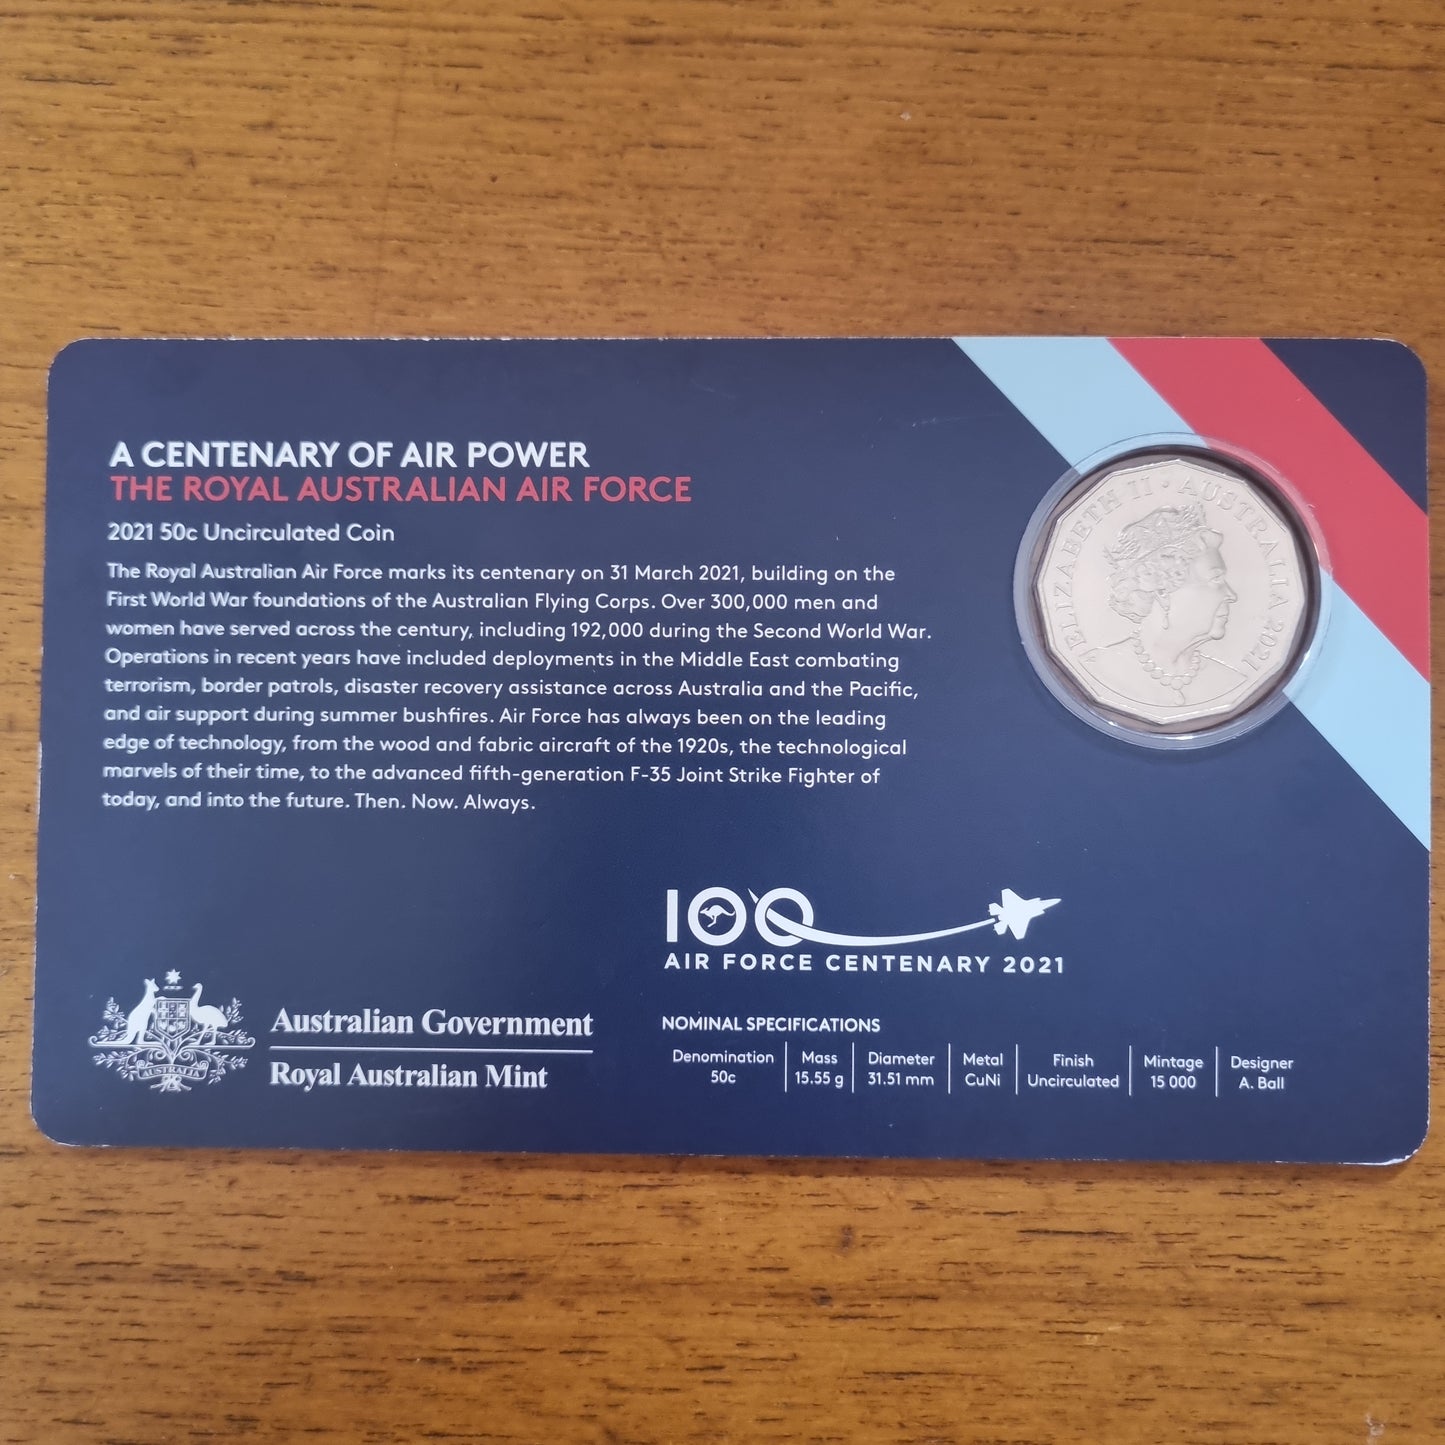 A CENTENARY OF AIR POWER
THE ROYAL AUSTRALIAN AIR FORCE
2021 50c Uncirculated Coin
The Royal Australian Air Force marks its centenary on 31 March 2021, building on the
First World War foundations of the Australian Flying Corps. Over 300,000 men and
women have served across the century, including 192,000 during the Second World War.
Operations in recent years have included deployments in the Middle East combating
terrorism, border patrols, disaster recovery assistance across Australia and the Pacific,
and air support during summer bushfires. Air Force has always been on the leading
edge of technology, from the wood and fabric aircraft of the 1920s, the technological
marvels of their time, to the advanced fifth-generation F-35 Joint Strike Fighter of
today, and into the future. Then. Now. Always.
ELIZABETH II · AUSTRALIA 2021
100
AIR FORCE CENTENARY 2021
AUSTRALIA
Australian Government
Royal Australian Mint
NOMINAL SPECIFICATIONS
Denomination Mass Diameter Metal Finish Mintage Designer
50c 15.55 g 31.51 mm CuNi Uncirculated 15 000 A. Ball